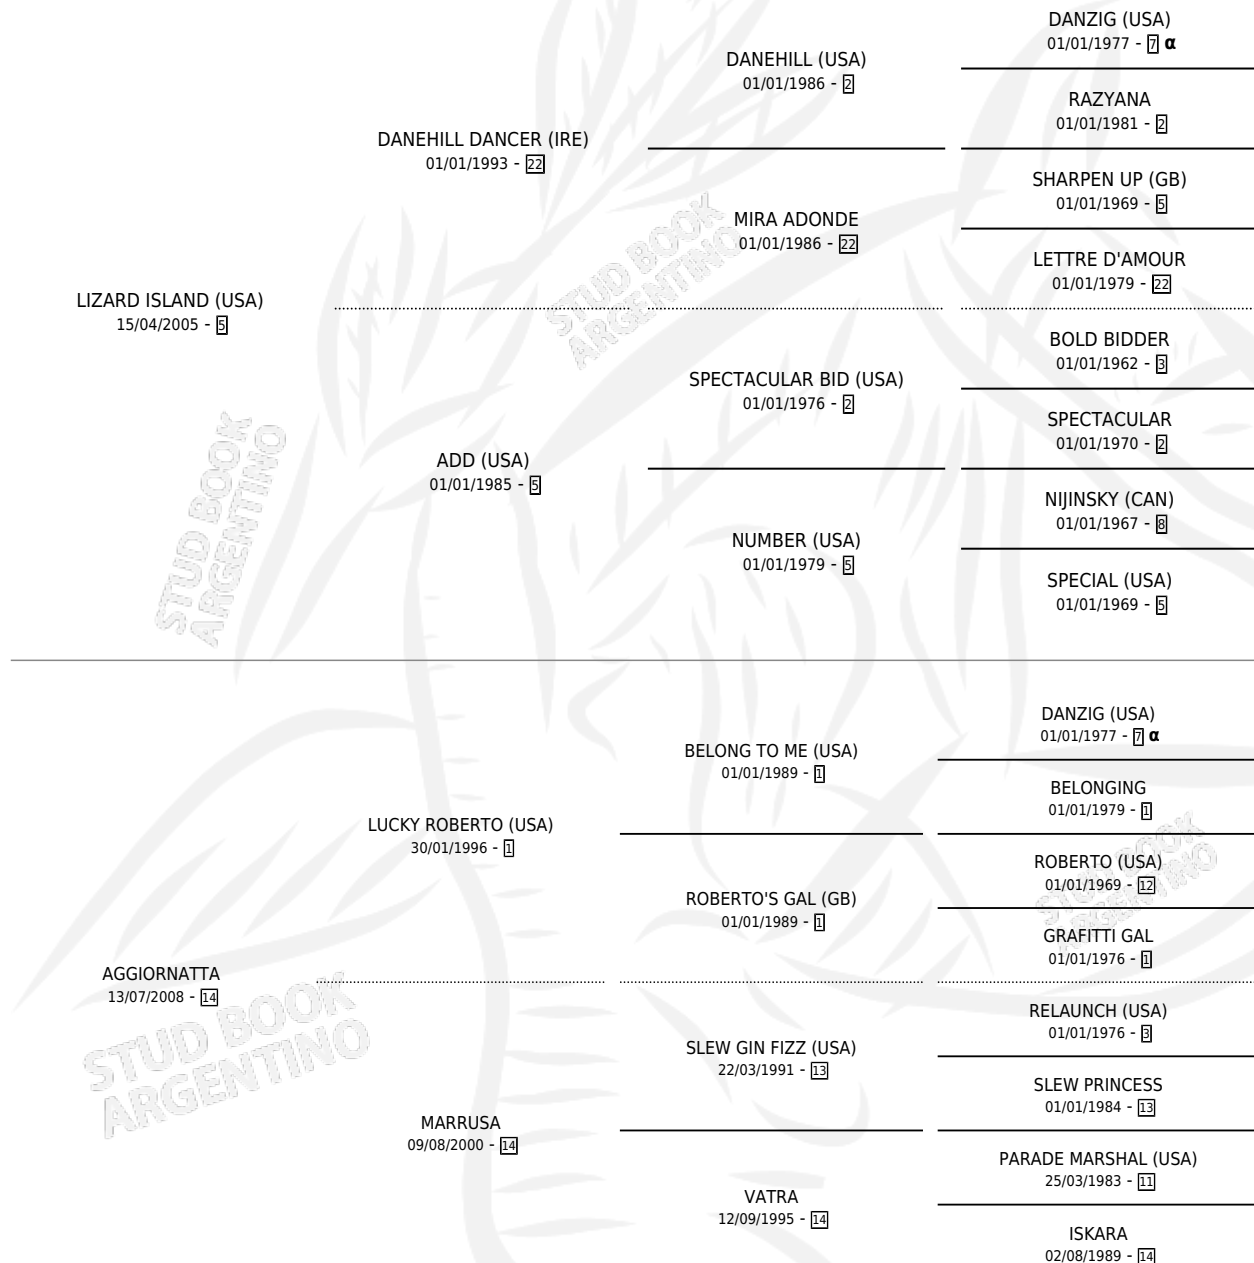 DANZIG (USA)
01/01/1977 - 7 α
DANEHILL (USA)
01/01/1986 - 2
RAZYANA
01/01/1981 - 2
DANEHILL DANCER (IRE)
01/01/1993 - 22
SHARPEN UP (GB)
01/01/1969 - 5
MIRA ADONDE
01/01/1986 - 22
LETTRE D'AMOUR
01/01/1979 - 22
STUD BOOK
ARGENTINO
LIZARD ISLAND (USA)
15/04/2005 - 5
BOLD BIDDER
01/01/1962 - 3
SPECTACULAR BID (USA)
01/01/1976 - 2
SPECTACULAR
01/01/1970 - 2
ADD (USA)
01/01/1985 - 5
NIJINSKY (CAN)
01/01/1967 - 8
NUMBER (USA)
01/01/1979 - 5
SPECIAL (USA)
01/01/1969 - 5
STUD BOOK
ARGENTINO
DANZIG (USA)
01/01/1977 - 7 α
BELONG TO ME (USA)
01/01/1989 - 1
BELONGING
01/01/1979 - 1
LUCKY ROBERTO (USA)
30/01/1996 - 1
ROBERTO (USA)
01/01/1969 - 12
ROBERTO'S GAL (GB)
01/01/1989 - 1
GRAFITTI GAL
01/01/1976 - 1
STUD BOOK
ARGENTINO
AGGIORNATTA
13/07/2008 - 14
RELAUNCH (USA)
01/01/1976 - 3
SLEW GIN FIZZ (USA)
22/03/1991 - 13
SLEW PRINCESS
01/01/1984 - 13
MARRUSA
09/08/2000 - 14
PARADE MARSHAL (USA)
25/03/1983 - 11
VATRA
12/09/1995 - 14
ISKARA
02/08/1989 - 14
STUD BOOK
ARGENTINO